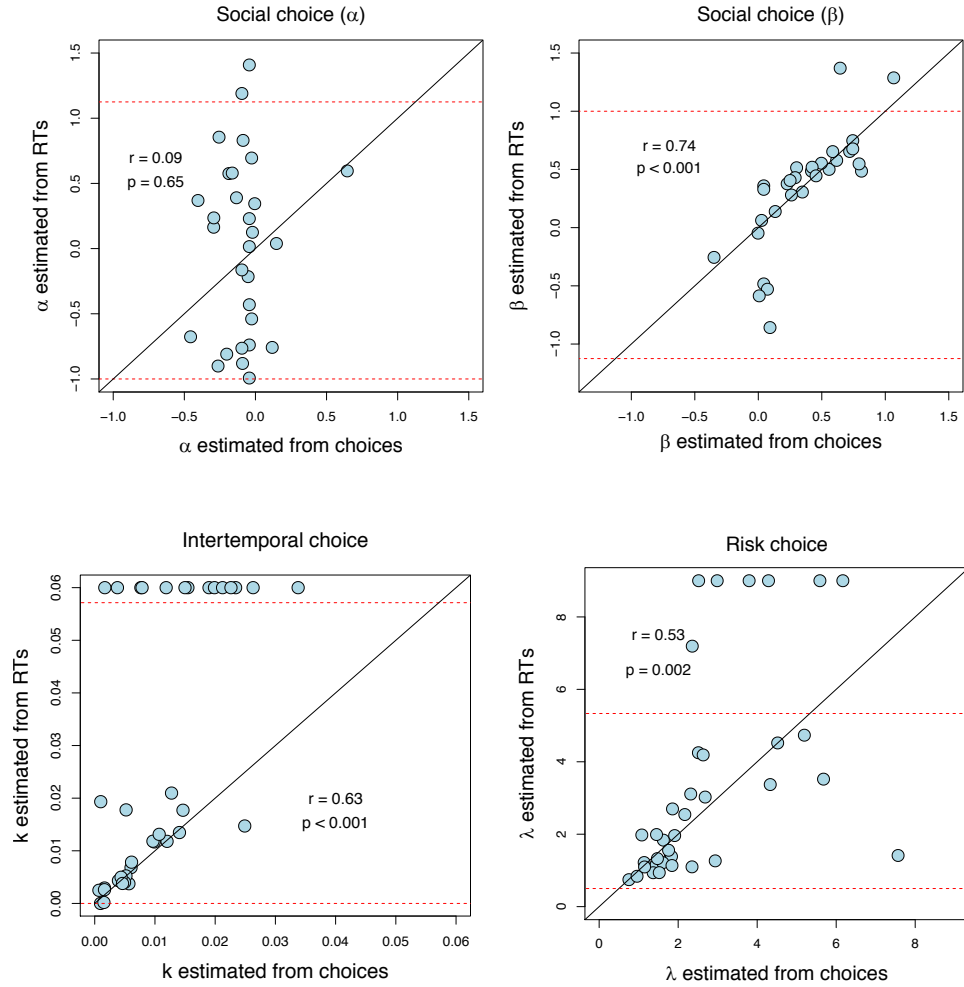 Social choice (α)
α estimated from RTs
1.5
1.0
0.5
0.0
−0.5
−1.0
r = 0.09
p = 0.65
−1.0 −0.5 0.0 0.5 1.0 1.5
α estimated from choices
Social choice (β)
β estimated from RTs
1.5
1.0
0.5
0.0
−0.5
−1.0
r = 0.74
p < 0.001
−1.0 −0.5 0.0 0.5 1.0 1.5
β estimated from choices
Intertemporal choice
k estimated from RTs
0.06
0.05
0.04
0.03
0.02
0.01
0.00
r = 0.63
p < 0.001
0.00 0.01 0.02 0.03 0.04 0.05 0.06
k estimated from choices
Risk choice
λ estimated from RTs
8
6
4
2
0
r = 0.53
p = 0.002
0 2 4 6 8
λ estimated from choices